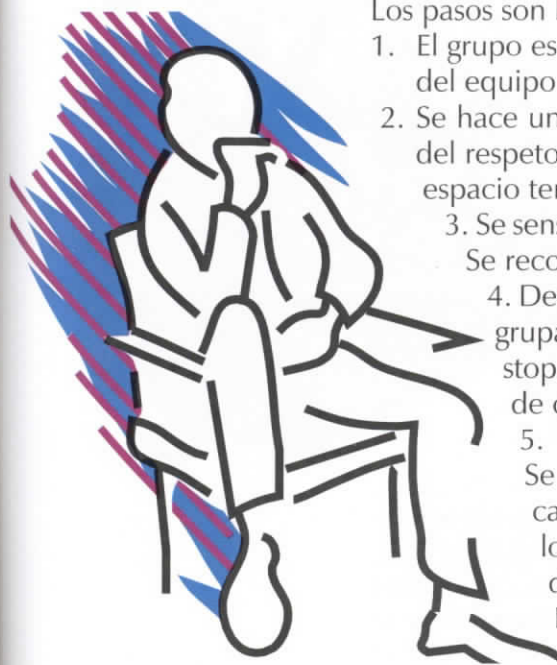 Los pasos son
1. El grupo es
del equipo
2. Se hace un
del respeto
espacio te
3. Se sens
Se reco
4. De
grupa
stop
de
5.
Se
ca
lo